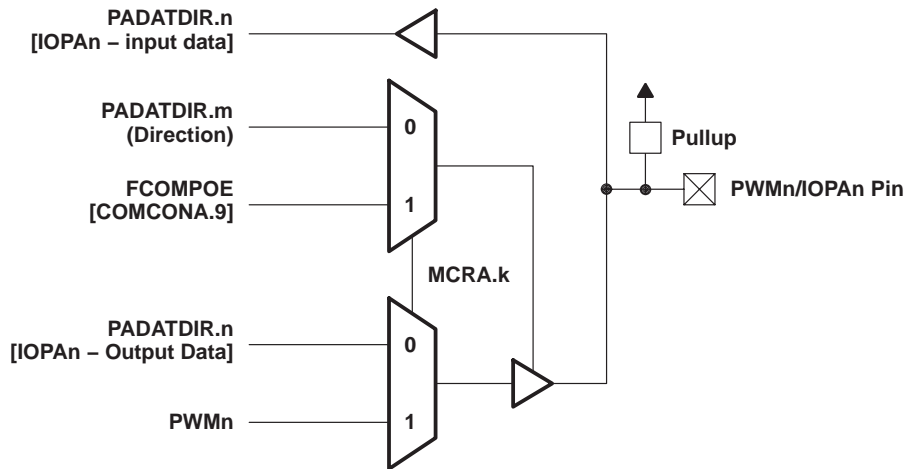 PADATDIR.n
[IOPAn – input data]
PADATDIR.m
(Direction)
0
Pullup
FCOMPOE
[COMCONA.9]
1
PWMn/IOPAn Pin
MCRA.k
PADATDIR.n
[IOPAn – Output Data]
0
PWMn
1